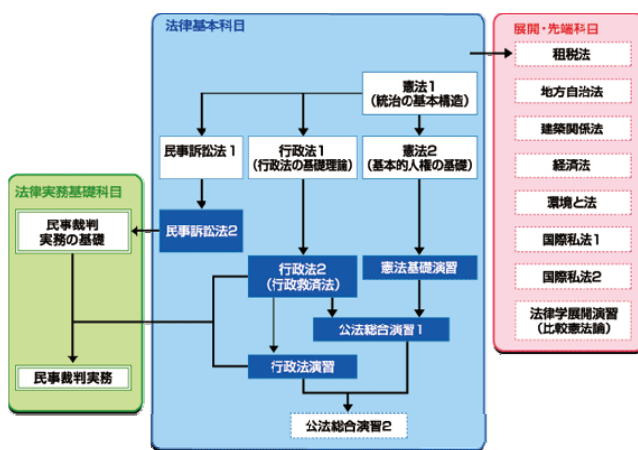 法律基本科目
憲法1
(統治の基本構造)
民事訴訟法1
行政法1
(行政法の基礎理論)
憲法2
(基本的人権の基礎)
民事訴訟法2
行政法2
(行政救済法)
憲法基礎演習
公法総合演習1
行政法演習
公法総合演習2
法律実務基礎科目
民事裁判
実務の基礎
民事裁判実務
展開・先端科目
租税法
地方自治法
建築関係法
経済法
環境と法
国際私法1
国際私法2
法律学展開演習
(比較憲法論)